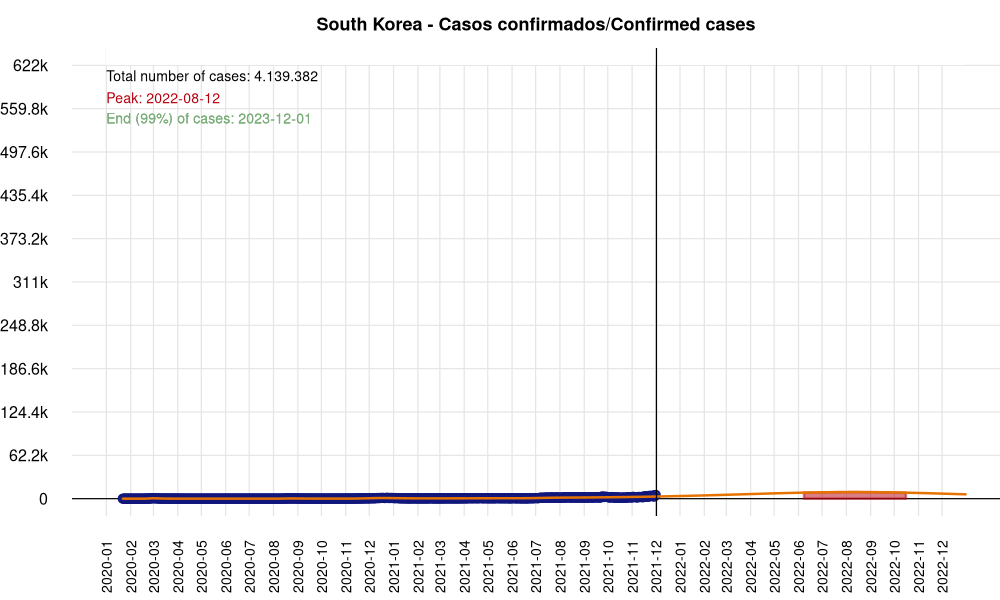 South Korea - Casos confirmados/Confirmed cases
622k
Total number of cases: 4.139.382
Peak: 2022-08-12
End (99%) of cases: 2023-12-01
559.8k
497.6k
435.4k
373.2k
311k
248.8k
186.6k
124.4k
62.2k
0
2020-01
2020-02
2020-03
2020-04
2020-05
2020-06
2020-07
2020-08
2020-09
2020-10
2020-11
2020-12
2021-01
2021-02
2021-03
2021-04
2021-05
2021-06
2021-07
2021-08
2021-09
2021-10
2021-11
2021-12
2022-01
2022-02
2022-03
2022-04
2022-05
2022-06
2022-07
2022-08
2022-09
2022-10
2022-11
2022-12